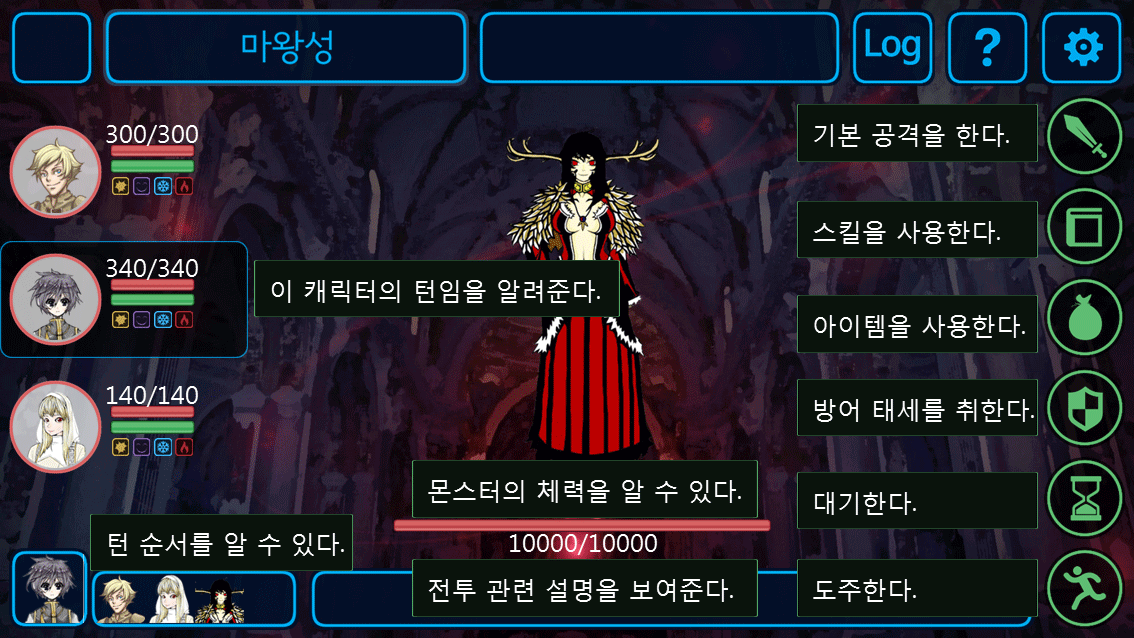 마왕성
Log
?
300/300
기본 공격을 한다.
스킬을 사용한다.
340/340
이 캐릭터의 턴임을 알려준다.
아이템을 사용한다.
140/140
방어 태세를 취한다.
몬스터의 체력을 알 수 있다.
대기한다.
10000/10000
턴 순서를 알 수 있다.
전투 관련 설명을 보여준다.
도주한다.